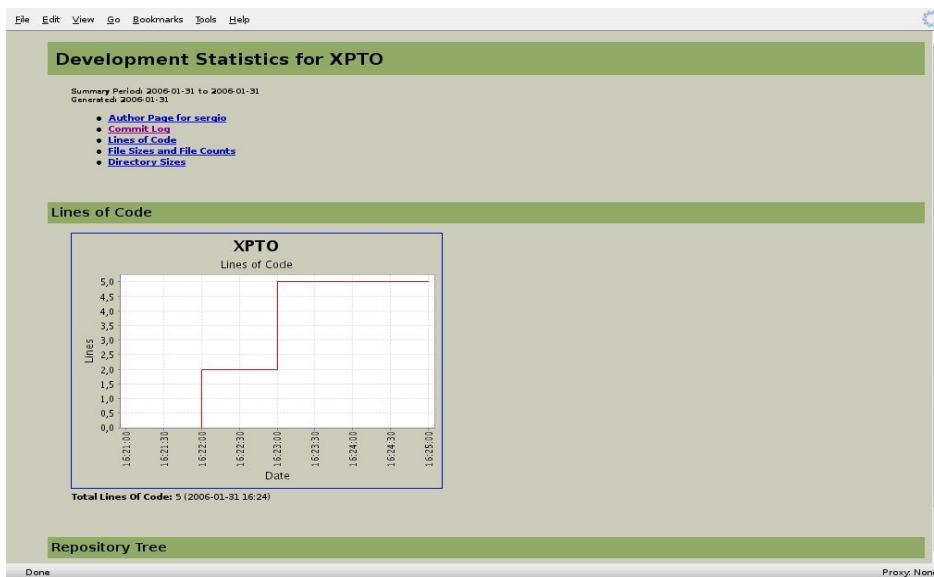 File Edit View Go Bookmarks Tools Help
Development Statistics for XPTO
Summary Period: 2006-01-31 to 2006-01-31
Generated: 2006-01-31
Author Page for sergio
Commit Log
Lines of Code
File Sizes and File Counts
Directory Sizes
Lines of Code
XPTO
Lines of Code
5,0
4,5
4,0
3,5
3,0
2,5
2,0
1,5
1,0
0,5
0,0
Lines
16:21:00
16:21:30
16:22:00
16:22:30
16:23:00
16:23:30
16:24:00
16:24:30
16:25:00
Date
Total Lines Of Code: 5 (2006-01-31 16:24)
Repository Tree
Done
Proxy: None